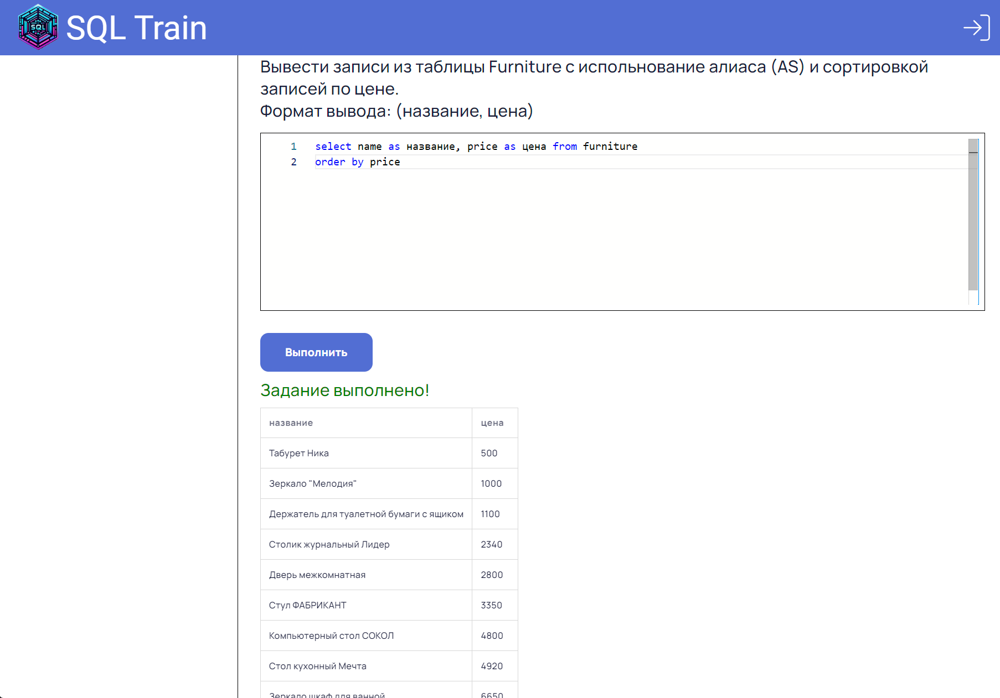 SQL
SQL Train
Вывести записи из таблицы Furniture с испольнование алиаса (AS) и сортировкой
записей по цене.
Формат вывода: (название, цена)
1 select name as название, price as цена from furniture
2 order by price
Выполнить
Задание выполнено!
название цена
Табурет Ника 500
Зеркало "Мелодия" 1000
Держатель для туалетной бумаги с ящиком 1100
Столик журнальный Лидер 2340
Дверь межкомнатная 2800
Стул ФАБРИКАНТ 3350
Компьютерный стол СОКОЛ 4800
Стол кухонный Мечта 4920
Зеркало шкаф для ванной 6650